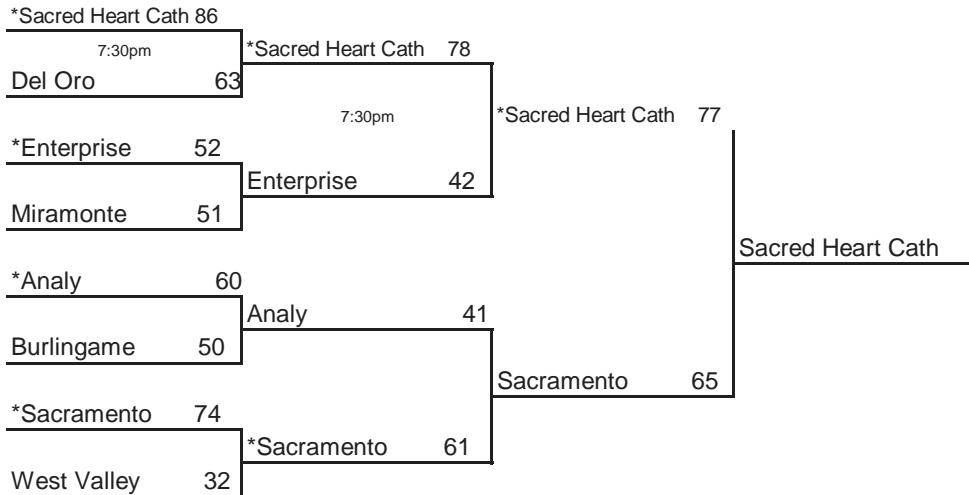 *Sacred Heart Cath 86
7:30pm
Del Oro 63
*Sacred Heart Cath 78
7:30pm
*Enterprise 52
Miramonte 51
Enterprise 42
*Sacred Heart Cath 77
*Analy 60
Burlingame 50
Analy 41
*Sacramento 74
West Valley 32
*Sacramento 61
Sacramento 65
Sacred Heart Cath